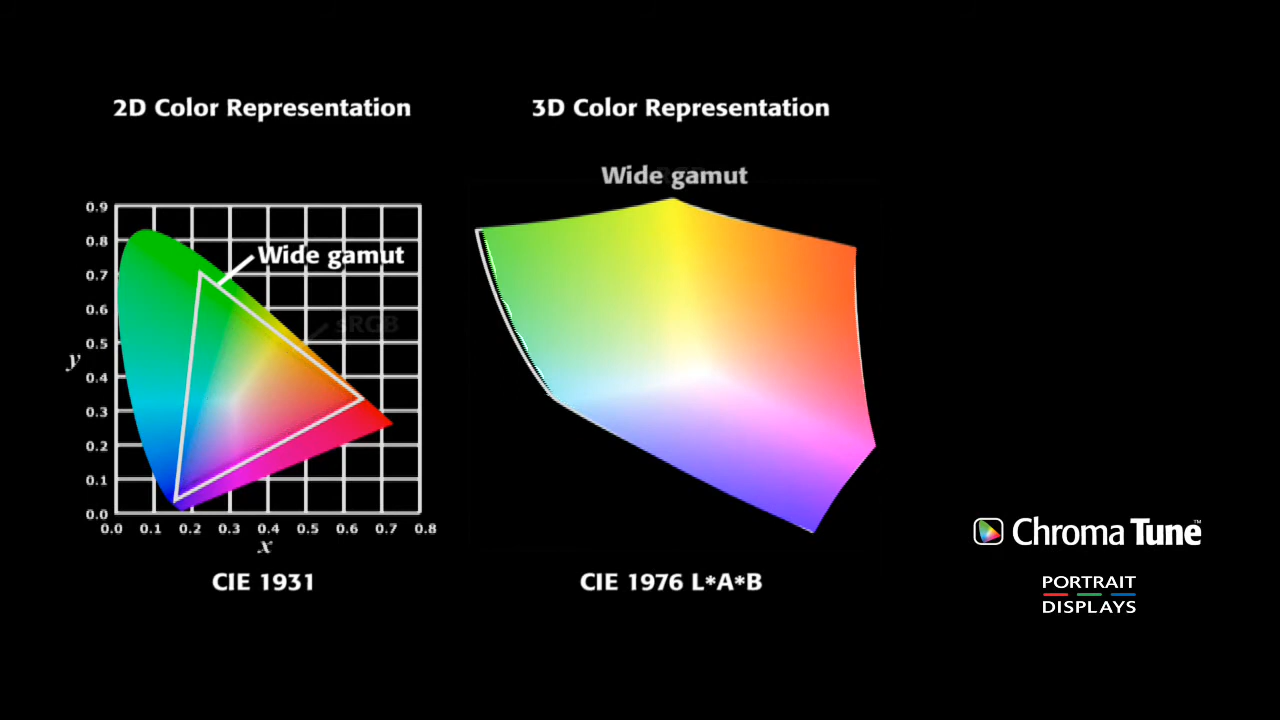 2D Color Representation
3D Color Representation
Wide gamut
0.9
0.8
0.7
0.6
0.5
0.4
0.3
0.2
0.1
0.0
y
Wide gamut
sRGB
0.0 0.1 0.2 0.3 0.4 0.5 0.6 0.7 0.8
x
CIE 1931
CIE 1976 L*A*B
Chroma Tune™
PORTRAIT
DISPLAYS